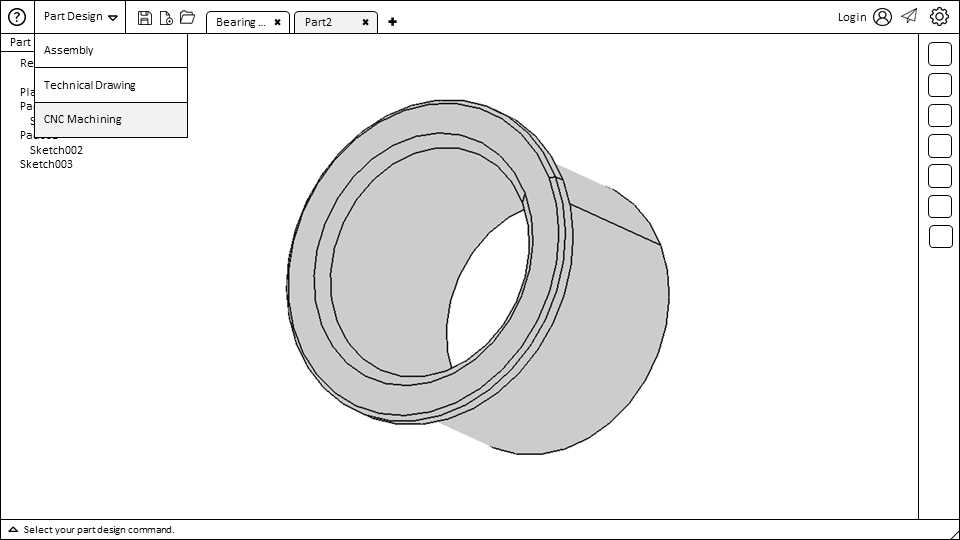 ?
Part Design
Bearing ... ×
Part2 ×
+
Login
Part
Assembly
Re
Technical Drawing
Pla
Pa
CNC Machining
S
Sketch002
Sketch003
Select your part design command.